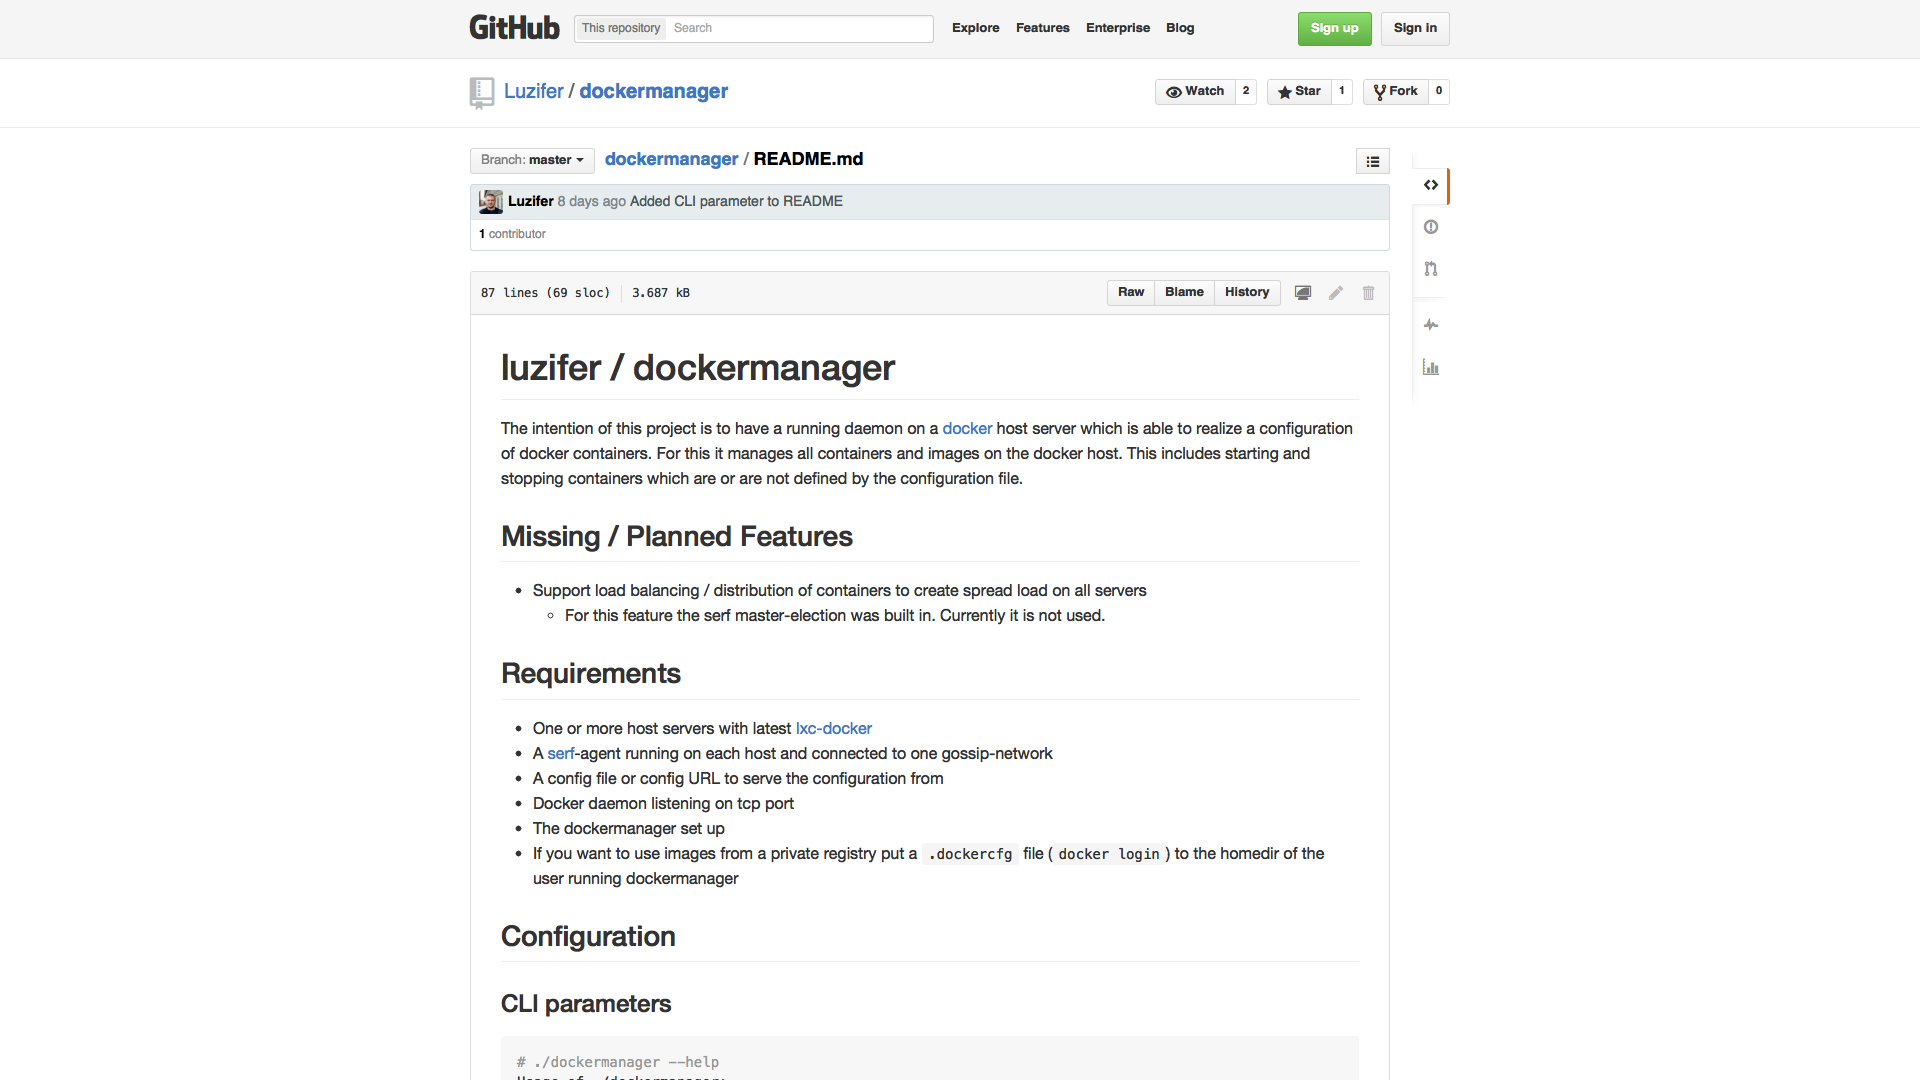 GitHub This repository Search Explore Features Enterprise Blog Sign up Sign in
Luzifer / dockermanager Watch 2 Star 1 Fork 0
Branch: master dockermanager / README.md
Luzifer 8 days ago Added CLI parameter to README
1 contributor
87 lines (69 sloc) 3.687 kB Raw Blame History
luzifer / dockermanager
The intention of this project is to have a running daemon on a docker host server which is able to realize a configuration
of docker containers. For this it manages all containers and images on the docker host. This includes starting and
stopping containers which are or are not defined by the configuration file.
Missing / Planned Features
• Support load balancing / distribution of containers to create spread load on all servers
◦ For this feature the serf master-election was built in. Currently it is not used.
Requirements
• One or more host servers with latest lxc-docker
• A serf-agent running on each host and connected to one gossip-network
• A config file or config URL to serve the configuration from
• Docker daemon listening on tcp port
• The dockermanager set up
• If you want to use images from a private registry put a .dockercfg file ( docker login ) to the homedir of the
user running dockermanager
Configuration
CLI parameters
# ./dockermanager --help
Usage of ./dockermanager: